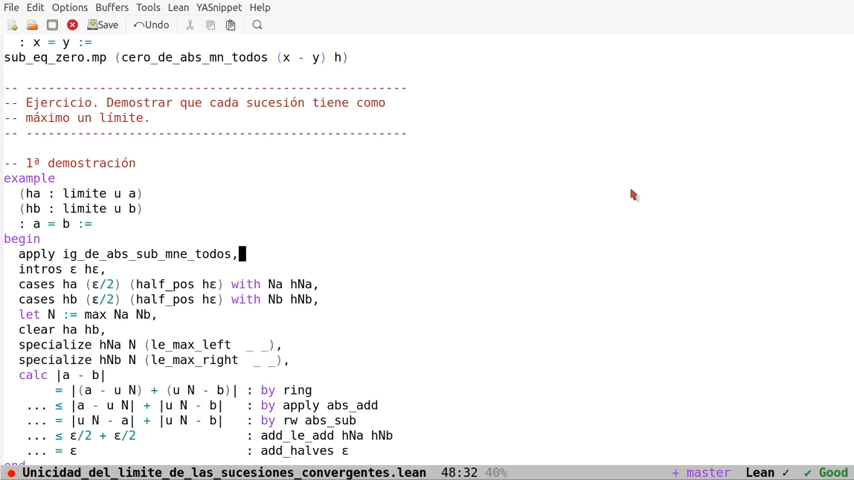 File Edit Options Buffers Tools Lean YASnippet Help
Save Undo
: x = y :=
sub_eq_zero.mp (cero_de_abs_mn_todos (x - y) h)
-- ---------------------------------------------------
-- Ejercicio. Demostrar que cada sucesión tiene como
-- máximo un límite.
-- ---------------------------------------------------
-- 1ª demostración
example
(ha : limite u a)
(hb : limite u b)
: a = b :=
begin
apply ig_de_abs_sub_mne_todos,
intros ε hε,
cases ha (ε/2) (half_pos hε) with Na hNa,
cases hb (ε/2) (half_pos hε) with Nb hNb,
let N := max Na Nb,
clear ha hb,
specialize hNa N (le_max_left _ _),
specialize hNb N (le_max_right _ _),
calc |a - b|
= |(a - u N) + (u N - b)| : by ring
... ≤ |a - u N| + |u N - b| : by apply abs_add
... = |u N - a| + |u N - b| : by rw abs_sub
... ≤ ε/2 + ε/2 : add_le_add hNa hNb
... = ε : add_halves ε
end
Unicidad_del_limite_de_las_sucesiones_convergentes.lean 48:32 40% + master Lean ✓ ✔ Good